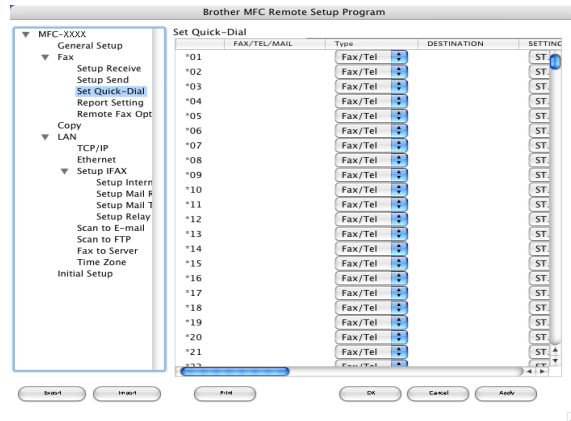 Brother MFC Remote Setup Program
MFC-XXXX
General Setup
Fax
Setup Receive
Setup Send
Set Quick-Dial
Report Setting
Remote Fax Opt
Copy
LAN
TCP/IP
Ethernet
Setup IFAX
Setup Intern
Setup Mail R
Setup Mail T
Setup Relay
Scan to E-mail
Scan to FTP
Fax to Server
Time Zone
Initial Setup
Set Quick-Dial
FAX/TEL/MAIL Type DESTINATION SETTING
*01 Fax/Tel ST.
*02 Fax/Tel ST.
*03 Fax/Tel ST.
*04 Fax/Tel ST.
*05 Fax/Tel ST.
*06 Fax/Tel ST.
*07 Fax/Tel ST.
*08 Fax/Tel ST.
*09 Fax/Tel ST.
*10 Fax/Tel ST.
*11 Fax/Tel ST.
*12 Fax/Tel ST.
*13 Fax/Tel ST.
*14 Fax/Tel ST.
*15 Fax/Tel ST.
*16 Fax/Tel ST.
*17 Fax/Tel ST.
*18 Fax/Tel ST.
*19 Fax/Tel ST.
*20 Fax/Tel ST.
*21 Fax/Tel ST.
*22 Fax/Tel ST.
Export Import Print OK Cancel Apply